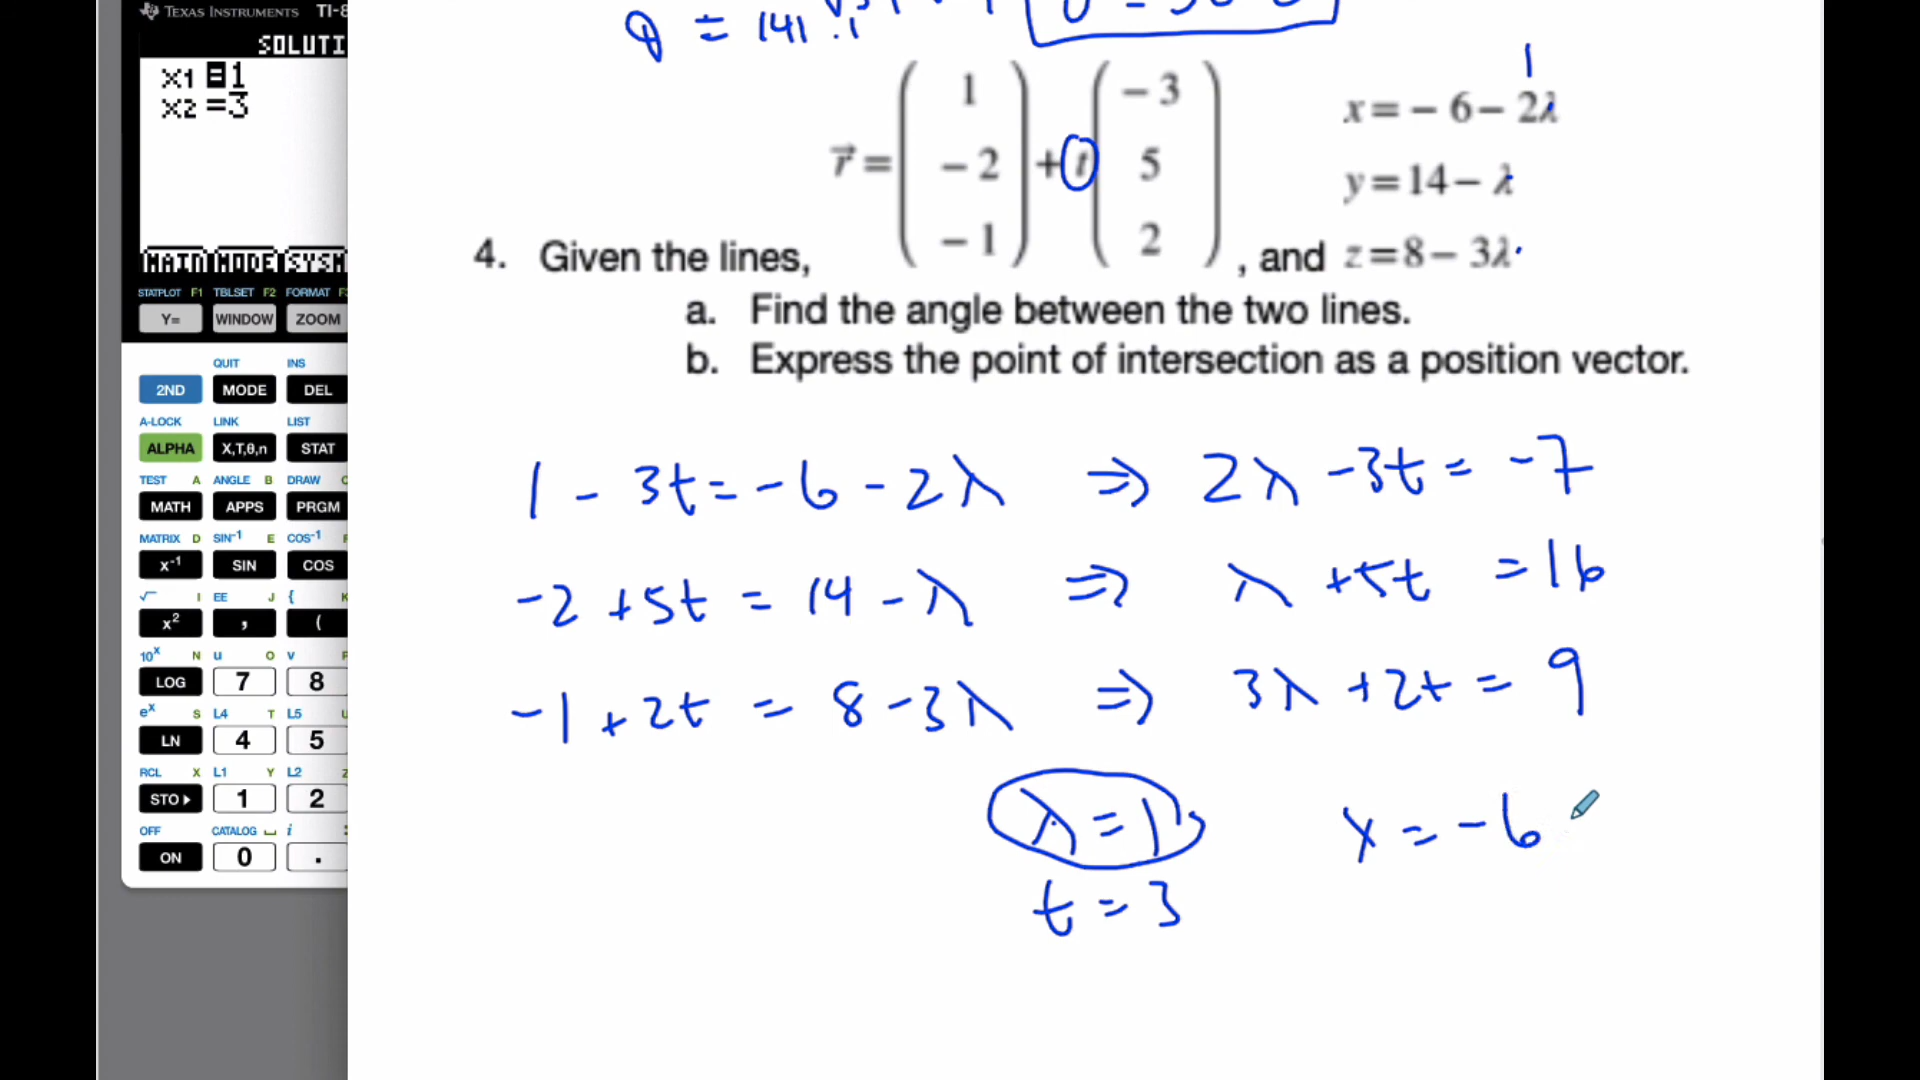 TEXAS INSTRUMENTS TI-8
SOLUTI
x1 =1
x2 =3
MAIN MODE SYSM
STATPLOT F1 TBLSET F2 FORMAT F3
Y= WINDOW ZOOM
QUIT INS
2ND MODE DEL
A-LOCK LINK LIST
ALPHA X,T,θ,n STAT
TEST A ANGLE B DRAW C
MATH APPS PRGM
MATRIX D SIN⁻¹ E COS⁻¹ F
x⁻¹ SIN COS
√ I EE J { K
x² , (
10ˣ N u O v P
LOG 7 8
eˣ S L4 T L5 U
LN 4 5
RCL X L1 Y L2 Z
STO▸ 1 2
OFF CATALOG i :
ON 0 .
θ = 141.1
1
r⃗ = ( 1 -2 -1 ) + t ( -3 5 2 )
x = -6 - 2λ
y = 14 - λ
4. Given the lines, , and z = 8 - 3λ
a. Find the angle between the two lines.
b. Express the point of intersection as a position vector.
1 - 3t = -6 - 2λ ⇒ 2λ - 3t = -7
-2 + 5t = 14 - λ ⇒ λ + 5t = 16
-1 + 2t = 8 - 3λ ⇒ 3λ + 2t = 9
λ = 1, x = -6
t = 3